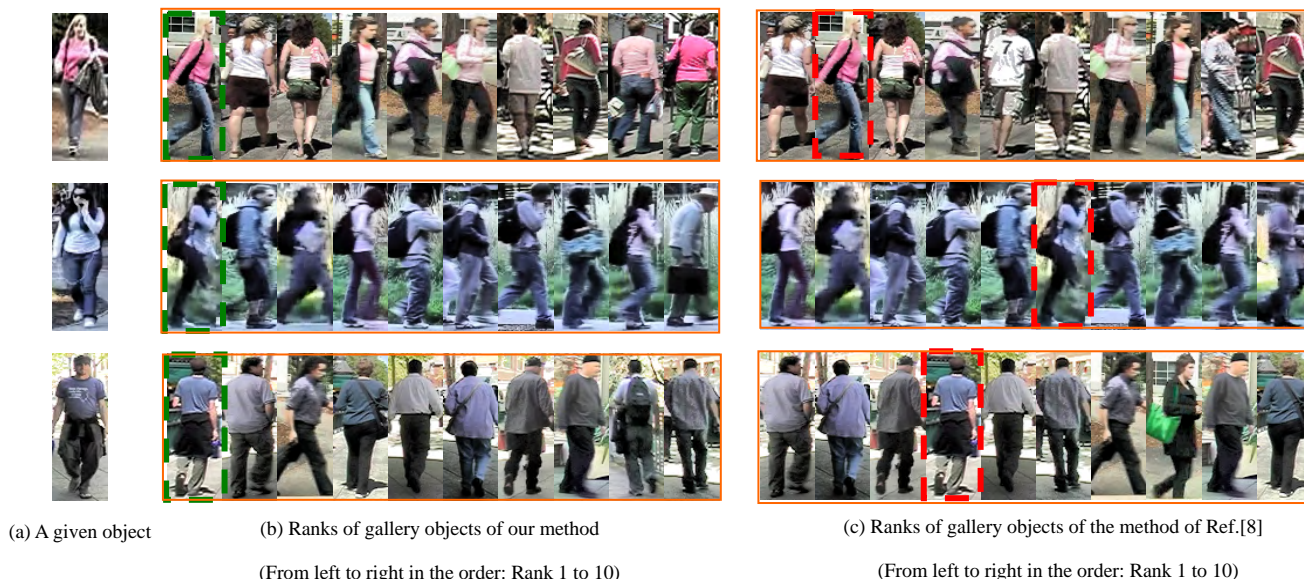 (a) A given object
(b) Ranks of gallery objects of our method
(From left to right in the order: Rank 1 to 10)
(c) Ranks of gallery objects of the method of Ref.[8]
(From left to right in the order: Rank 1 to 10)
7